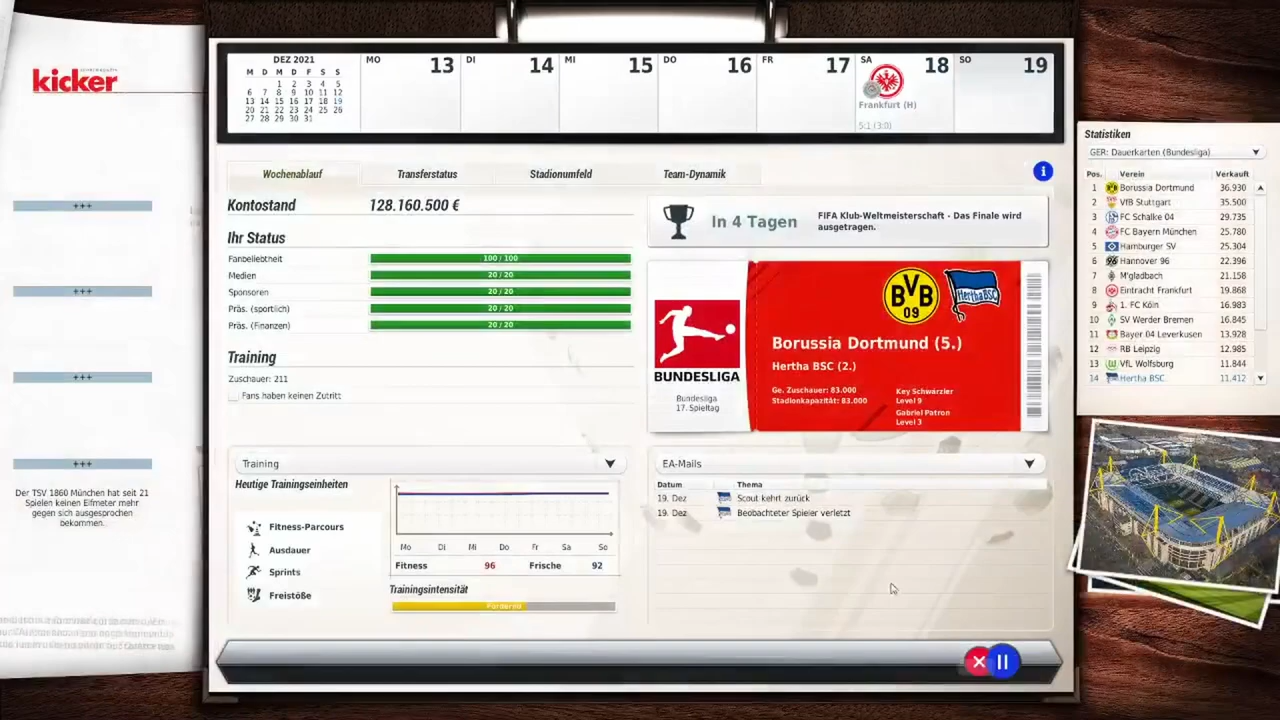 kicker
+++
+++
+++
+++
Der TSV 1860 München hat seit 21
Spielen keinen Elfmeter mehr
gegen sich ausgesprochen
bekommen.
DEZ 2021
M D M D F S S
1 2 3 4 5
6 7 8 9 10 11 12
13 14 15 16 17 18 19
20 21 22 23 24 25 26
27 28 29 30 31
MO 13
DI 14
MI 15
DO 16
FR 17
SA 18
Frankfurt (H)
5:1 (3:0)
SO 19
Wochenablauf Transferstatus Stadionumfeld Team-Dynamik
i
Kontostand 128.160.500 €
Ihr Status
Fanbeliebtheit 100 / 100
Medien 20 / 20
Sponsoren 20 / 20
Präs. (sportlich) 20 / 20
Präs. (Finanzen) 20 / 20
Training
Zuschauer: 211
Fans haben keinen Zutritt
In 4 Tagen
FIFA Klub-Weltmeisterschaft - Das Finale wird
ausgetragen.
BUNDESLIGA
Bundesliga
17. Spieltag
BVB
09
Hertha BSC
Borussia Dortmund (5.)
Hertha BSC (2.)
Ge. Zuschauer: 83.000
Stadionkapazität: 83.000
Key Schwärzler
Level 9
Gabriel Patron
Level 3
Training
Heutige Trainingseinheiten
Fitness-Parcours
Ausdauer
Sprints
Freistöße
Mo Di Mi Do Fr Sa So
Fitness 96 Frische 92
Trainingsintensität
Fordernd
EA-Mails
Datum Thema
19. Dez Scout kehrt zurück
19. Dez Beobachteter Spieler verletzt
Statistiken
GER: Dauerkarten (Bundesliga)
Pos. Verein Verkauft
1 Borussia Dortmund 36.930
2 VfB Stuttgart 35.500
3 FC Schalke 04 29.735
4 FC Bayern München 25.780
5 Hamburger SV 25.304
6 Hannover 96 22.396
7 M'gladbach 21.158
8 Eintracht Frankfurt 19.868
9 1. FC Köln 16.983
10 SV Werder Bremen 16.845
11 Bayer 04 Leverkusen 13.928
12 RB Leipzig 12.985
13 VfL Wolfsburg 11.844
14 Hertha BSC 11.412